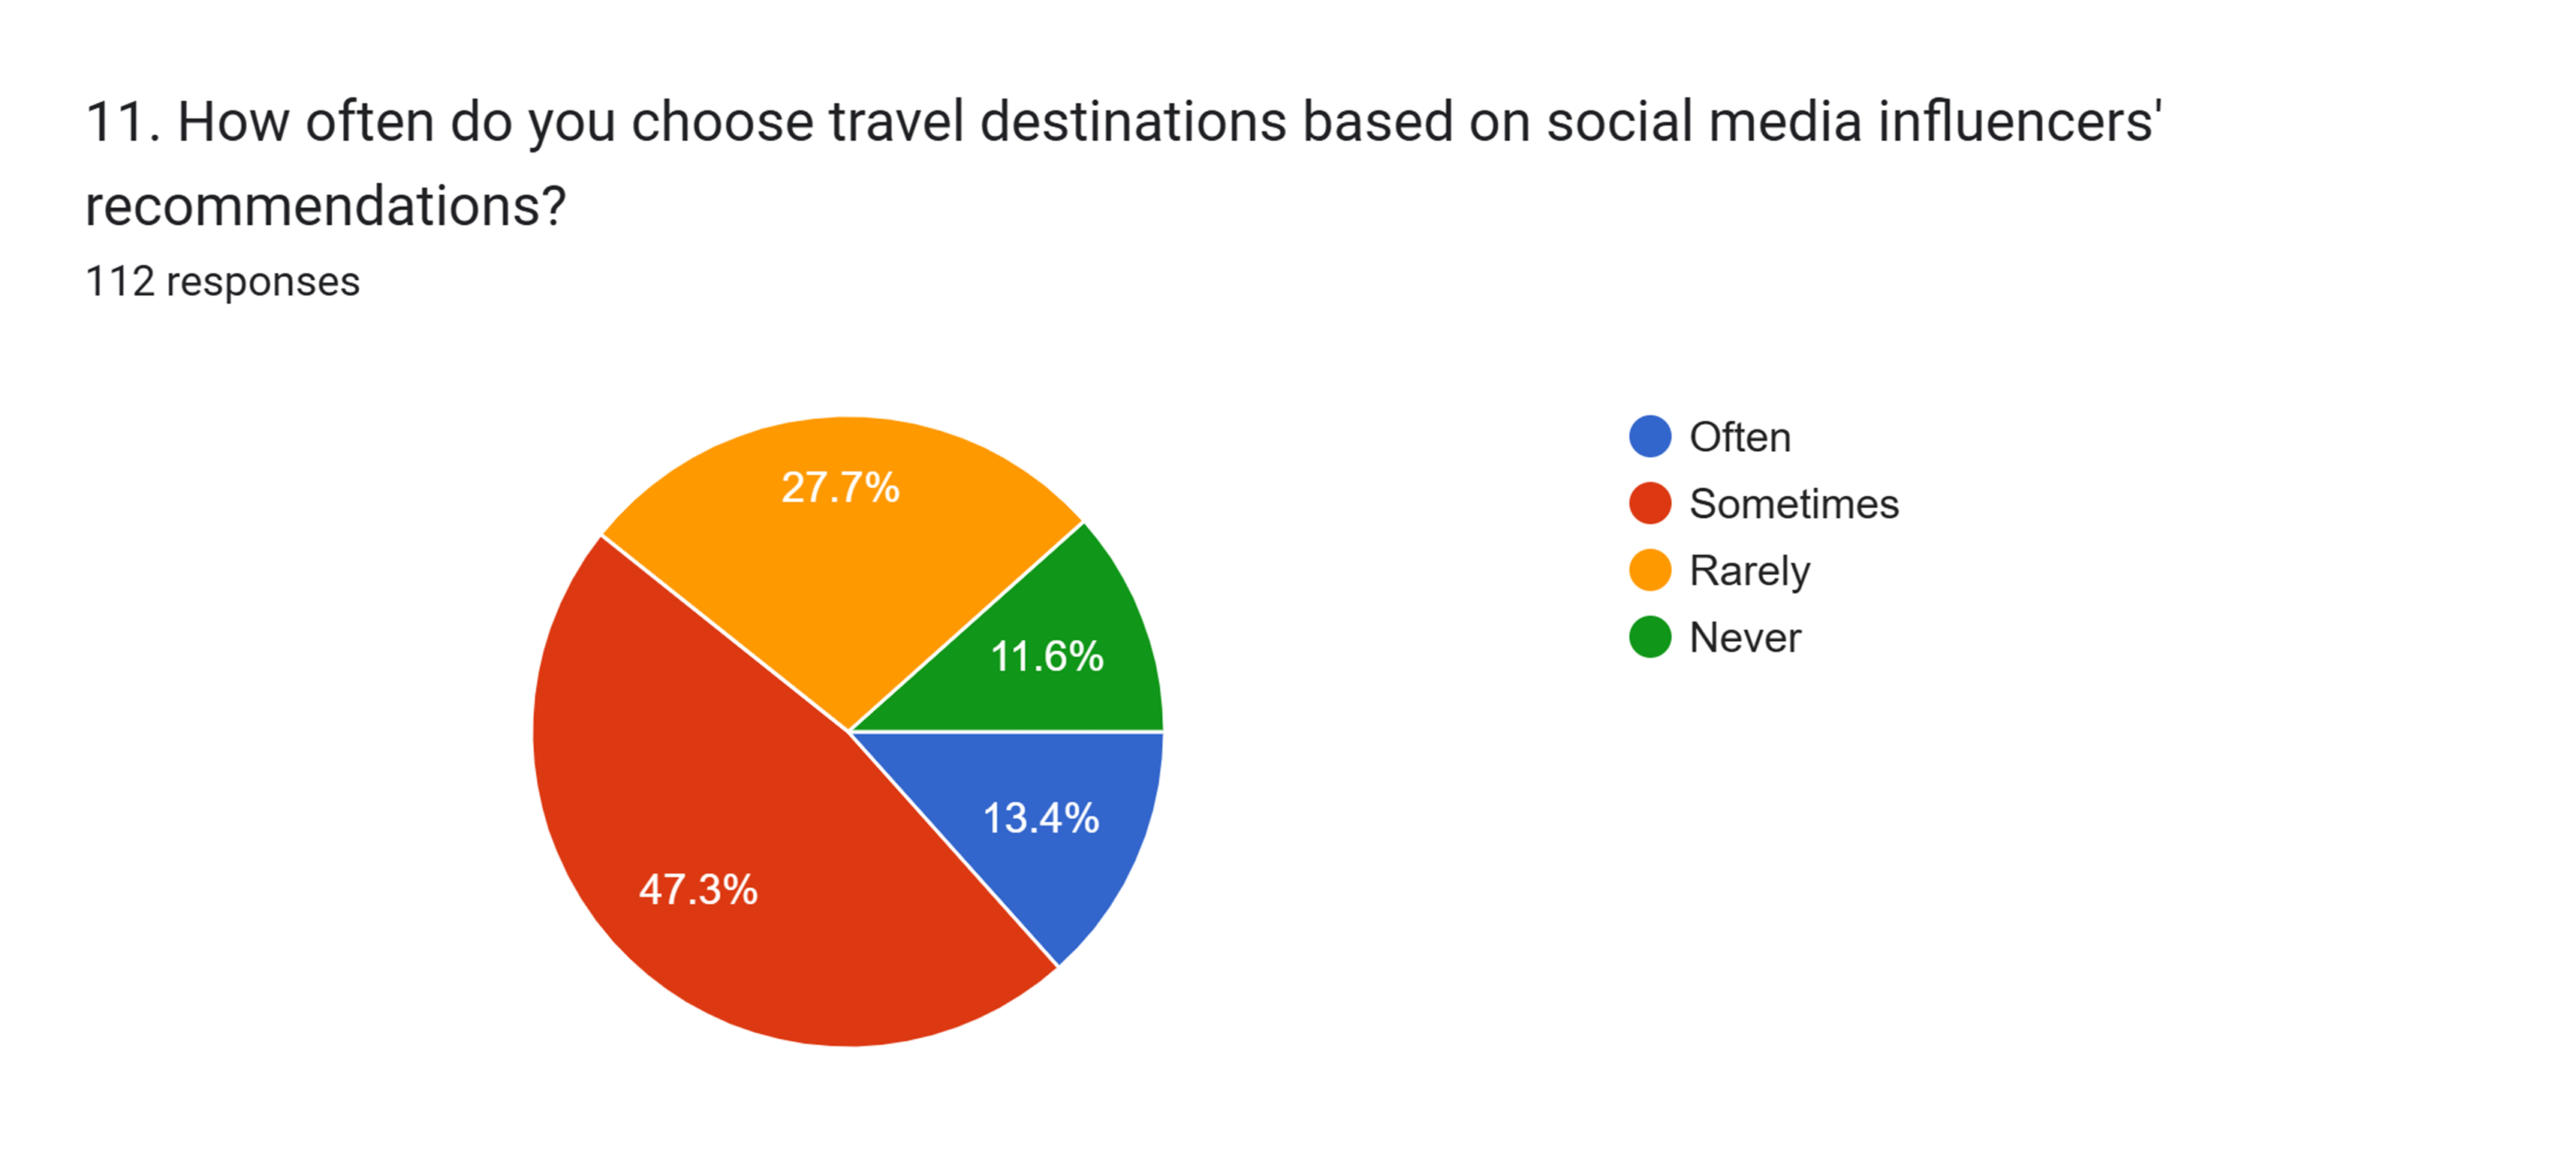 11. How often do you choose travel destinations based on social media influencers'
recommendations?
112 responses
27.7%
11.6%
13.4%
47.3%
Often
Sometimes
Rarely
Never